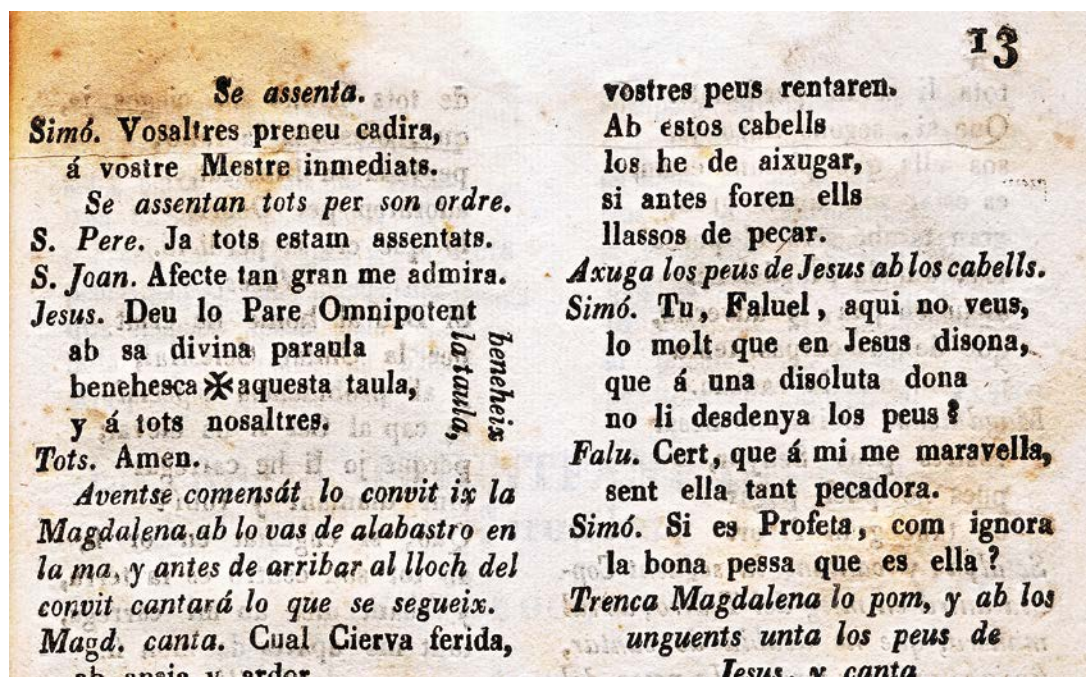 13
Se assenta.
Simó. Vosaltres preneu cadira,
á vostre Mestre inmediats.
Se assentan tots per son ordre.
S. Pere. Ja tots estam assentats.
S. Joan. Afecte tan gran me admira.
Jesus. Deu lo Pare Omnipotent
ab sa divina paraula
benehesca ✠ aquesta taula,
y á tots nosaltres.
beneheix
la taula,
Tots. Amen.
Aventse comensát lo convit ix la
Magdalena ab lo vas de alabastro en
la ma, y antes de arribar al lloch del
convit cantará lo que se segueix.
Magd. canta. Cual Cierva ferida,
ab ansia y ardor
vostres peus rentaren.
Ab estos cabells
los he de aixugar,
si antes foren ells
llassos de pecar.
Axuga los peus de Jesus ab los cabells.
Simó. Tu, Faluel, aqui no veus,
lo molt que en Jesus disona,
que á una disoluta dona
no li desdenya los peus?
Falu. Cert, que á mi me maravella,
sent ella tant pecadora.
Simó. Si es Profeta, com ignora
la bona pessa que es ella?
Trenca Magdalena lo pom, y ab los
unguents unta los peus de
Jesus, y canta